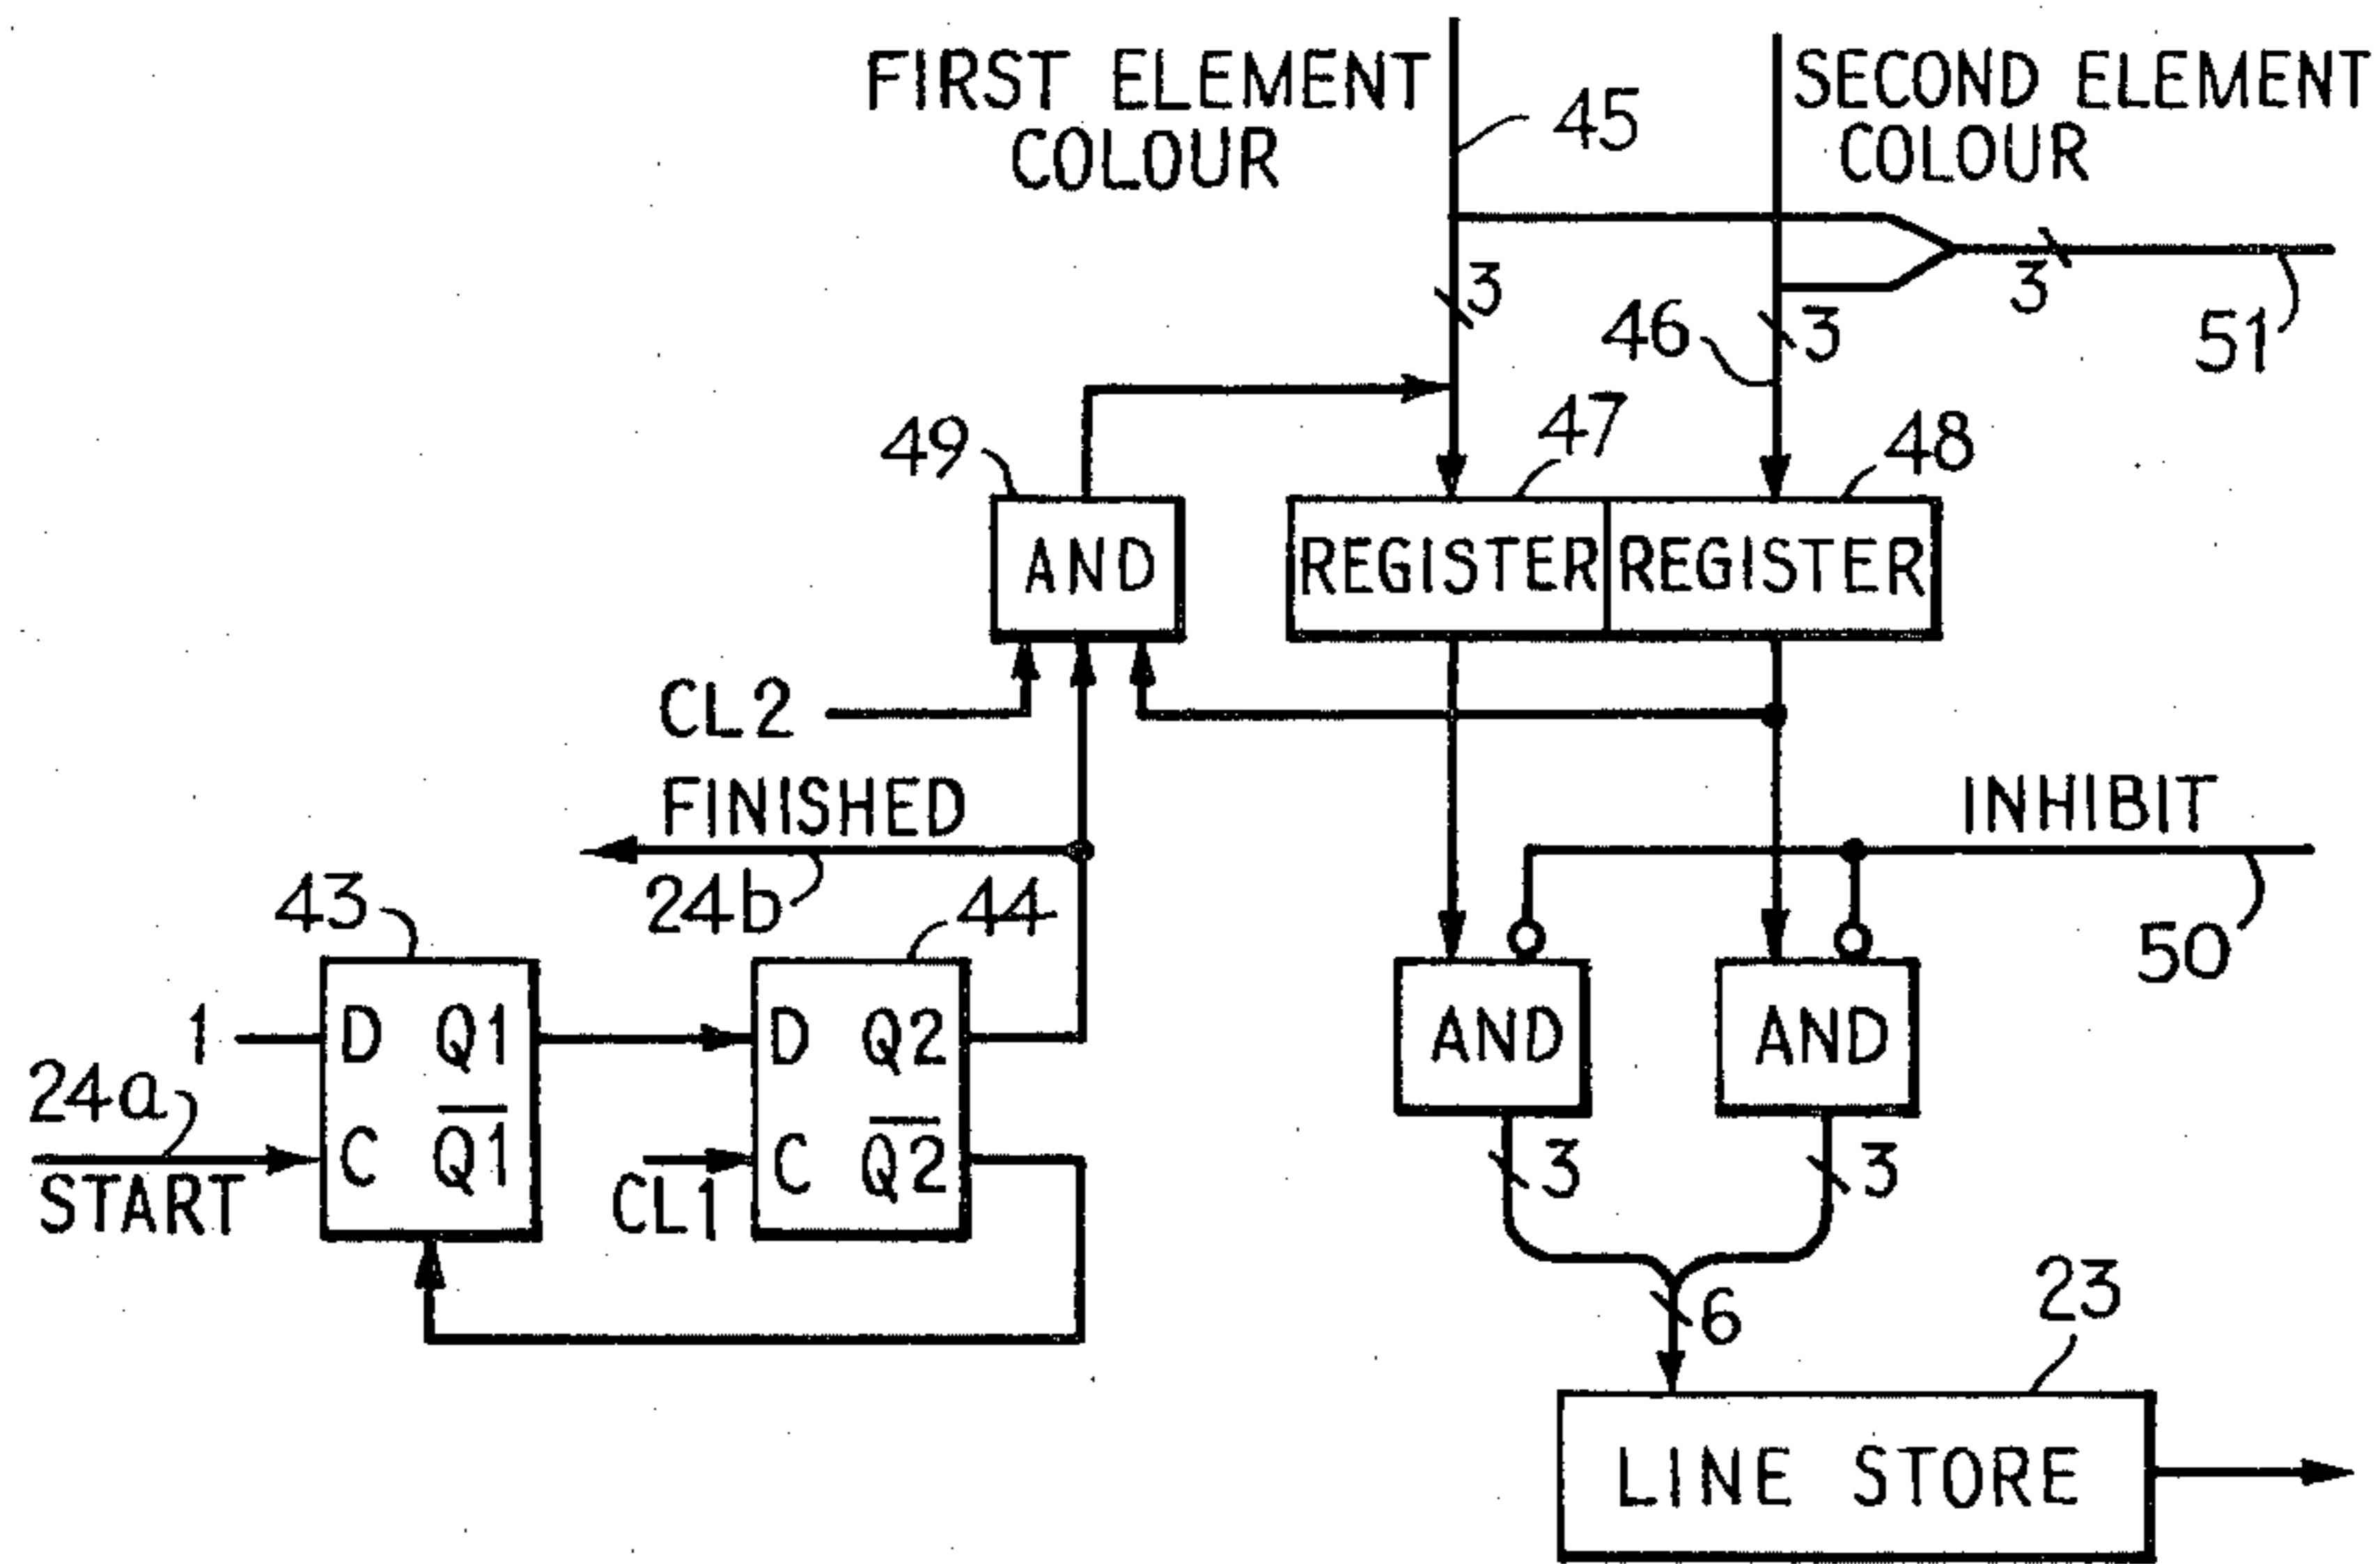 FIRST ELEMENT
COLOUR
45
SECOND ELEMENT
COLOUR
3
3
51
46
3
49
47
48
AND
REGISTER
REGISTER
CL2
FINISHED
INHIBIT
24b
50
43
44
1
D Q1
D Q2
AND
AND
24a
C Q̅1̅
C Q̅2̅
START
CL1
3
3
6
23
LINE STORE